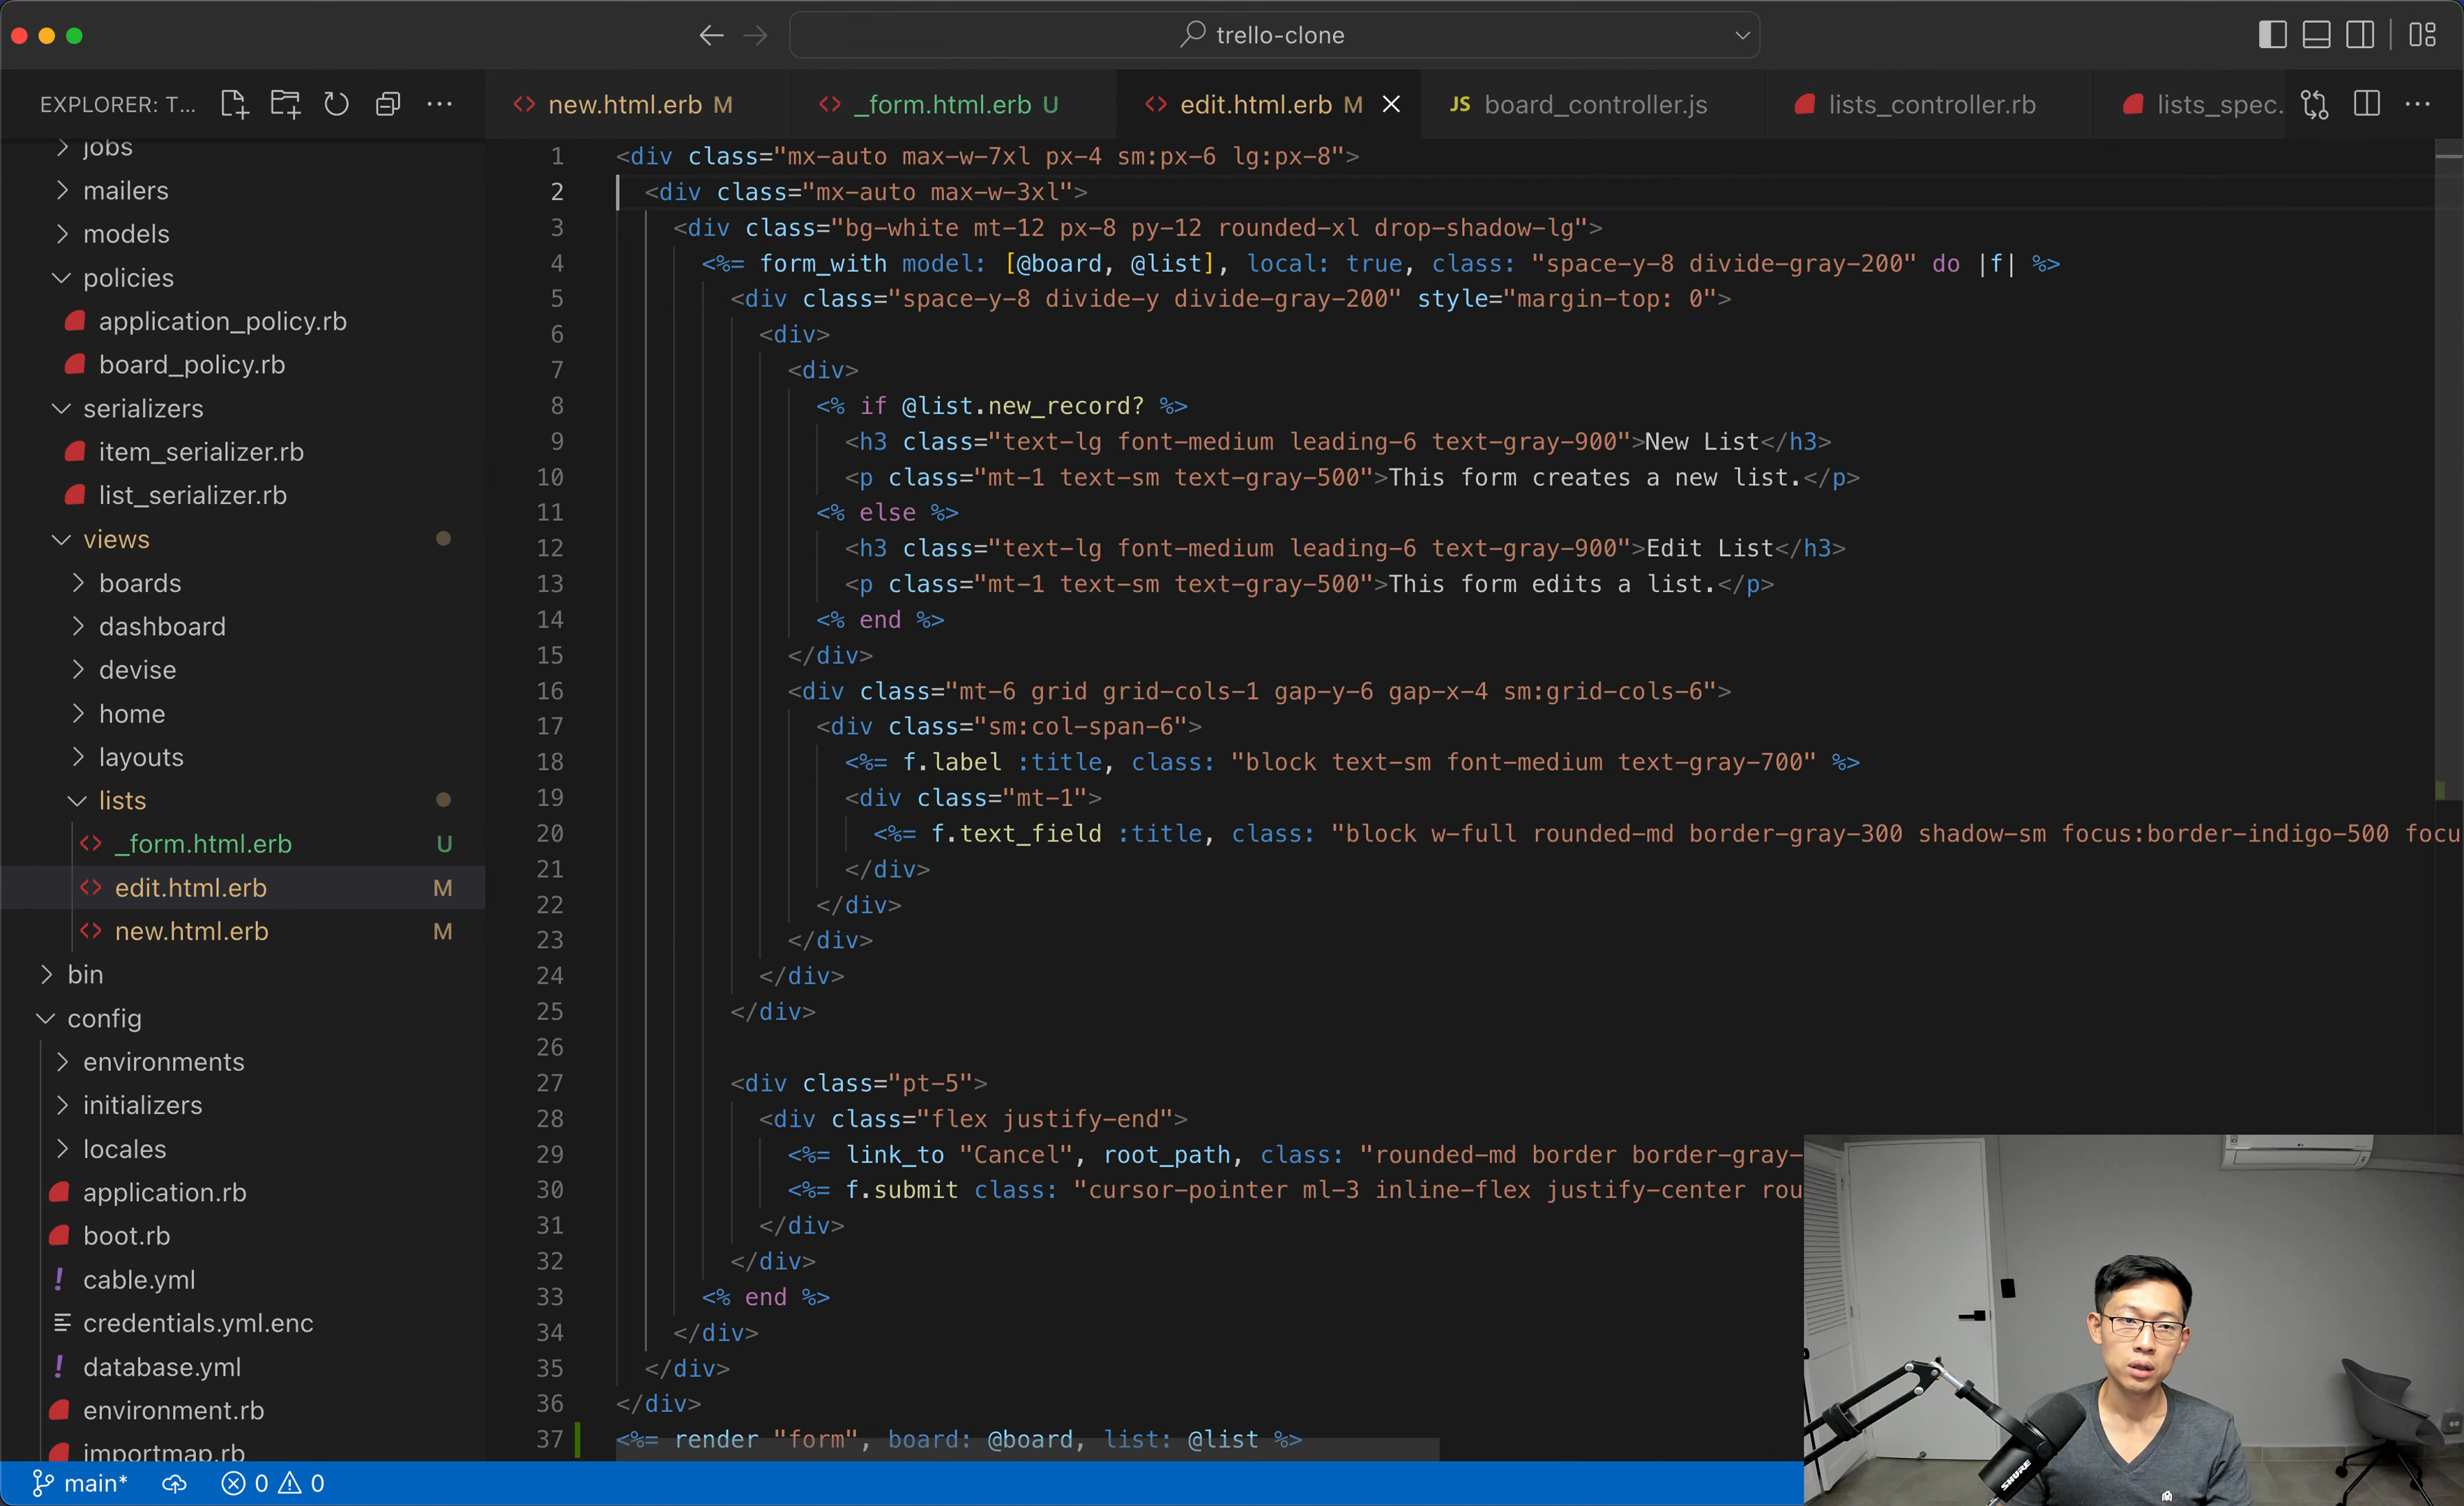 trello-clone
EXPLORER: T...
new.html.erb M
_form.html.erb U
edit.html.erb M
JS board_controller.js
lists_controller.rb
lists_spec.
jobs
mailers
models
policies
application_policy.rb
board_policy.rb
serializers
item_serializer.rb
list_serializer.rb
views
boards
dashboard
devise
home
layouts
lists
_form.html.erb U
edit.html.erb M
new.html.erb M
bin
config
environments
initializers
locales
application.rb
boot.rb
! cable.yml
credentials.yml.enc
! database.yml
environment.rb
importmap.rb
1 <div class="mx-auto max-w-7xl px-4 sm:px-6 lg:px-8">
2 <div class="mx-auto max-w-3xl">
3 <div class="bg-white mt-12 px-8 py-12 rounded-xl drop-shadow-lg">
4 <%= form_with model: [@board, @list], local: true, class: "space-y-8 divide-gray-200" do |f| %>
5 <div class="space-y-8 divide-y divide-gray-200" style="margin-top: 0">
6 <div>
7 <div>
8 <% if @list.new_record? %>
9 <h3 class="text-lg font-medium leading-6 text-gray-900">New List</h3>
10 <p class="mt-1 text-sm text-gray-500">This form creates a new list.</p>
11 <% else %>
12 <h3 class="text-lg font-medium leading-6 text-gray-900">Edit List</h3>
13 <p class="mt-1 text-sm text-gray-500">This form edits a list.</p>
14 <% end %>
15 </div>
16 <div class="mt-6 grid grid-cols-1 gap-y-6 gap-x-4 sm:grid-cols-6">
17 <div class="sm:col-span-6">
18 <%= f.label :title, class: "block text-sm font-medium text-gray-700" %>
19 <div class="mt-1">
20 <%= f.text_field :title, class: "block w-full rounded-md border-gray-300 shadow-sm focus:border-indigo-500 focu
21 </div>
22 </div>
23 </div>
24 </div>
25 </div>
26
27 <div class="pt-5">
28 <div class="flex justify-end">
29 <%= link_to "Cancel", root_path, class: "rounded-md border border-gray-
30 <%= f.submit class: "cursor-pointer ml-3 inline-flex justify-center rou
31 </div>
32 </div>
33 <% end %>
34 </div>
35 </div>
36 </div>
37 <%= render "form", board: @board, list: @list %>
main* 0 0
SHURE